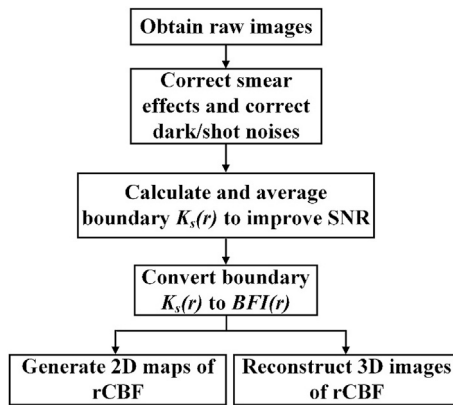 Obtain raw images
Correct smear
effects and correct
dark/shot noises
Calculate and average
boundary Kₛ(r) to improve SNR
Convert boundary
Kₛ(r) to BFI(r)
Generate 2D maps of
rCBF
Reconstruct 3D images
of rCBF